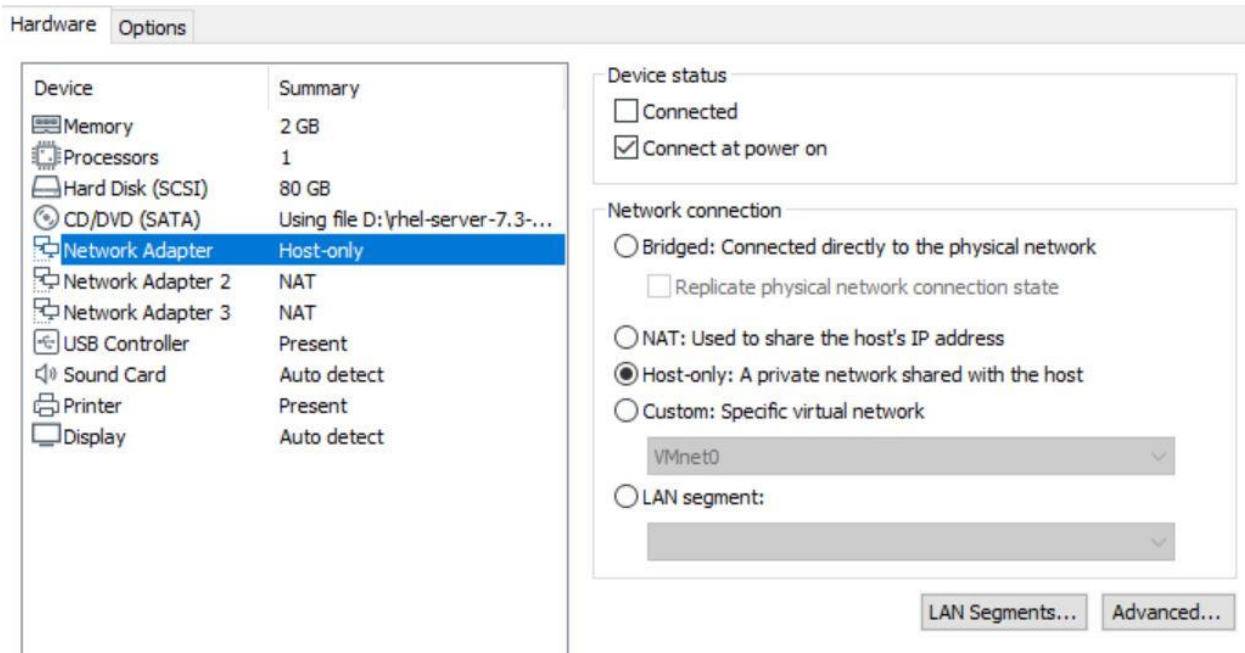 Hardware Options
Device Summary
Memory 2 GB
Processors 1
Hard Disk (SCSI) 80 GB
CD/DVD (SATA) Using file D:\rhel-server-7.3-...
Network Adapter Host-only
Network Adapter 2 NAT
Network Adapter 3 NAT
USB Controller Present
Sound Card Auto detect
Printer Present
Display Auto detect
Device status
Connected
Connect at power on
Network connection
Bridged: Connected directly to the physical network
Replicate physical network connection state
NAT: Used to share the host's IP address
Host-only: A private network shared with the host
Custom: Specific virtual network
VMnet0
LAN segment:
LAN Segments... Advanced...